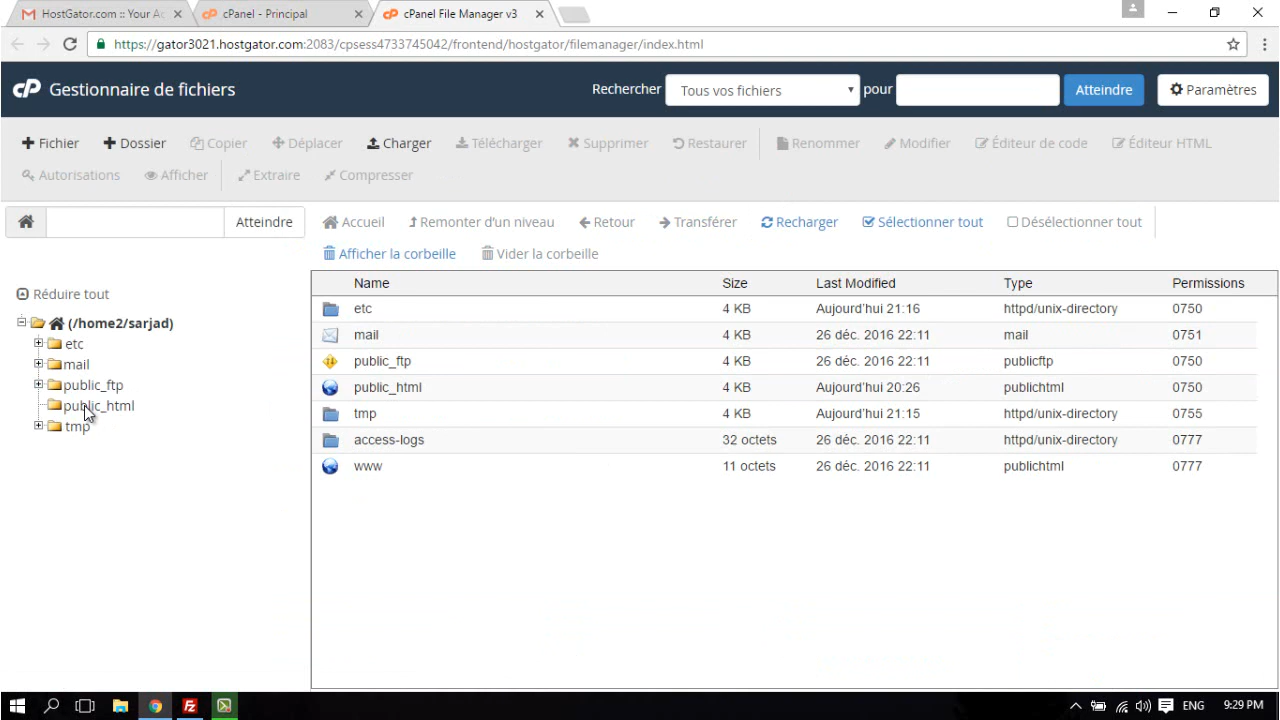 HostGator.com :: Your Ac
cPanel - Principal
cPanel File Manager v3
https://gator3021.hostgator.com:2083/cpsess4733745042/frontend/hostgator/filemanager/index.html
cP Gestionnaire de fichiers
Rechercher Tous vos fichiers pour Atteindre Paramètres
Fichier Dossier Copier Déplacer Charger Télécharger Supprimer Restaurer Renommer Modifier Éditeur de code Éditeur HTML
Autorisations Afficher Extraire Compresser
Atteindre Accueil Remonter d'un niveau Retour Transférer Recharger Sélectionner tout Désélectionner tout
Afficher la corbeille Vider la corbeille
Réduire tout
(/home2/sarjad)
etc
mail
public_ftp
public_html
tmp
Name Size Last Modified Type Permissions
etc 4 KB Aujourd'hui 21:16 httpd/unix-directory 0750
mail 4 KB 26 déc. 2016 22:11 mail 0751
public_ftp 4 KB 26 déc. 2016 22:11 publicftp 0750
public_html 4 KB Aujourd'hui 20:26 publichtml 0750
tmp 4 KB Aujourd'hui 21:15 httpd/unix-directory 0755
access-logs 32 octets 26 déc. 2016 22:11 httpd/unix-directory 0777
www 11 octets 26 déc. 2016 22:11 publichtml 0777
ENG 9:29 PM